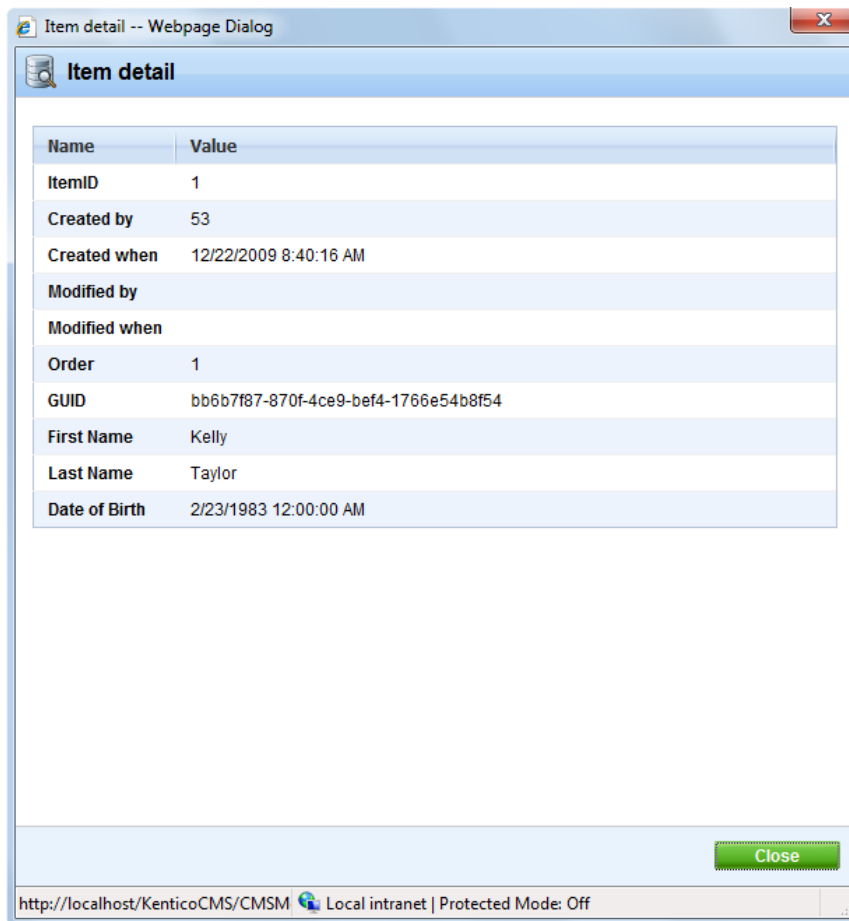 Item detail -- Webpage Dialog
Item detail
Name Value
ItemID 1
Created by 53
Created when 12/22/2009 8:40:16 AM
Modified by
Modified when
Order 1
GUID bb6b7f87-870f-4ce9-bef4-1766e54b8f54
First Name Kelly
Last Name Taylor
Date of Birth 2/23/1983 12:00:00 AM
Close
http://localhost/KenticoCMS/CMSM Local intranet | Protected Mode: Off